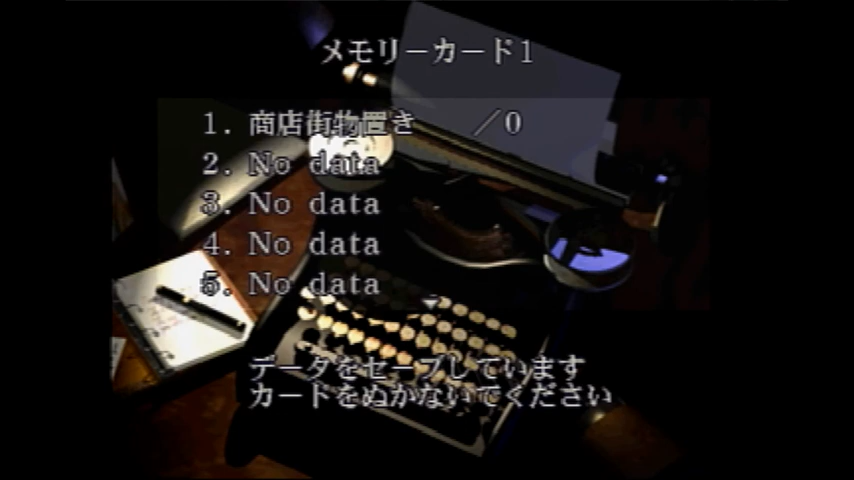 メモリーカード1
1. 商店街物置き ／0
2. No data
3. No data
4. No data
5. No data
データをセーブしています
カードをぬかないでください